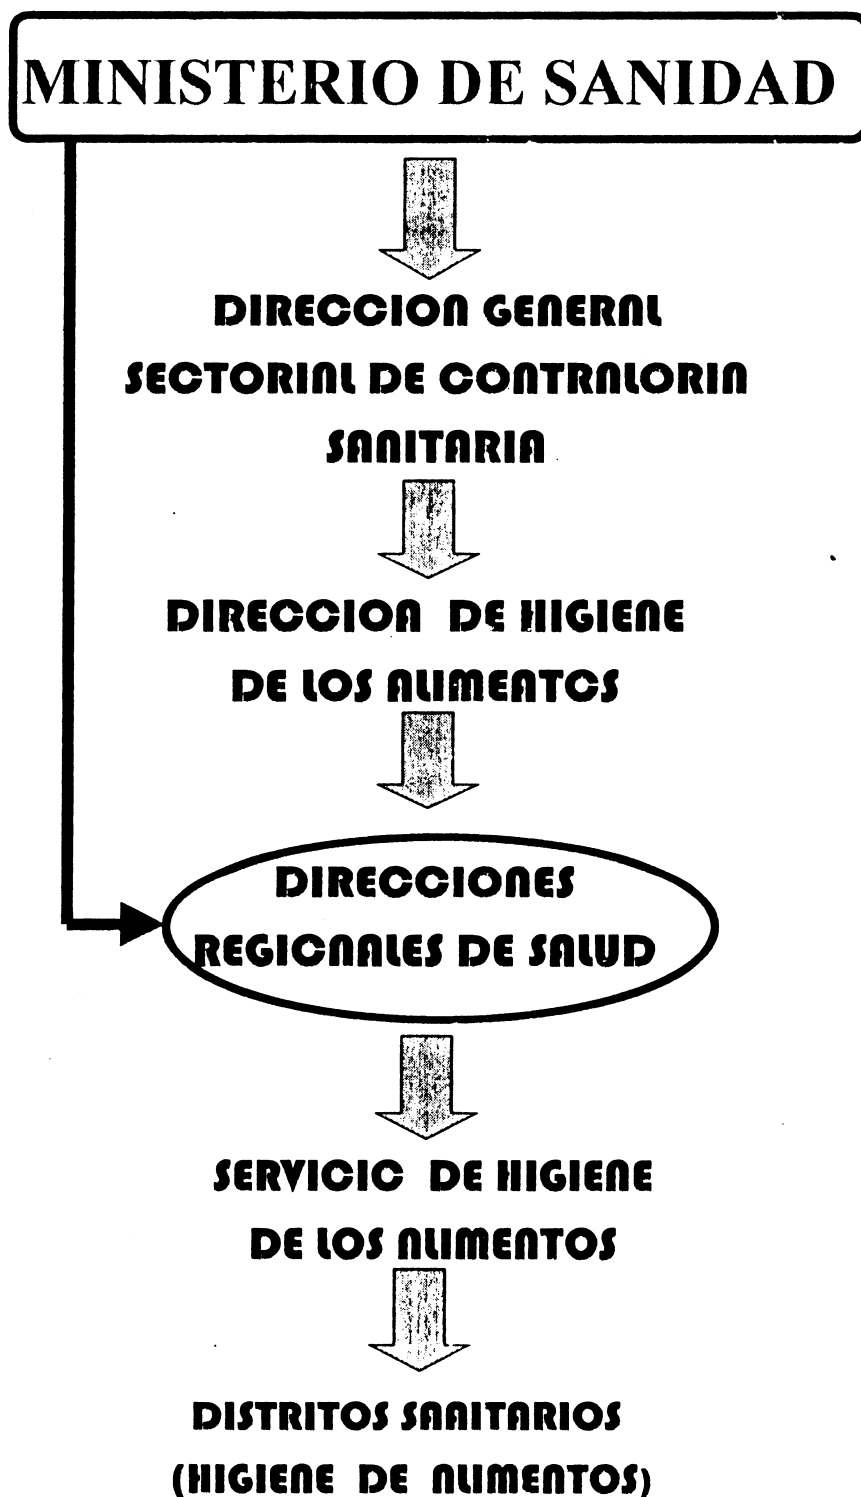 MINISTERIO DE SANIDAD
DIRECCION GENERAL
SECTORIAL DE CONTRALORIA
SANITARIA
DIRECCION DE HIGIENE
DE LOS ALIMENTOS
DIRECCIONES
REGIONALES DE SALUD
SERVICIO DE HIGIENE
DE LOS ALIMENTOS
DISTRITOS SANITARIOS
(HIGIENE DE ALIMENTOS)